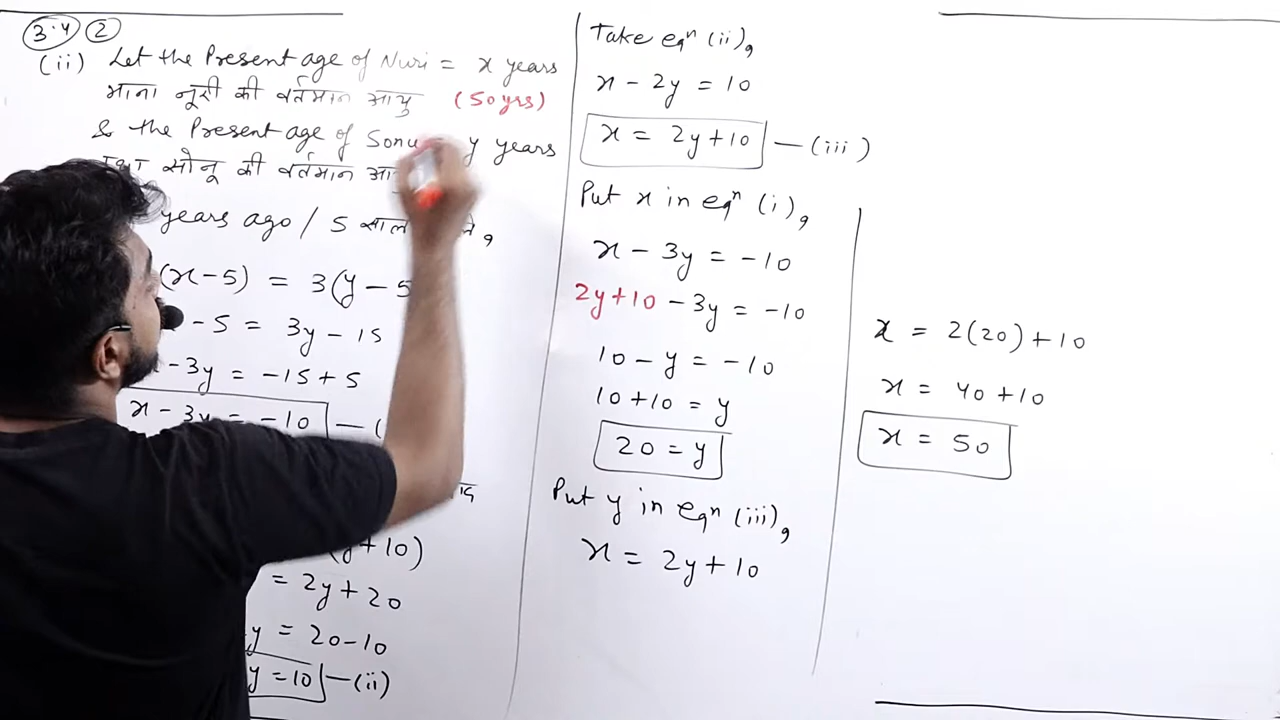 3.4 2
(ii) Let the Present age of Nuri = x years
माना नूरी की वर्तमान आयु (50 yrs)
& the Present age of Sonu = y years
सोनू की वर्तमान
years ago / 5 साल ,
(x-5) = 3(y-5
-5 = 3y-15
-3y = -15+5
x-3y = -10 —(
y+10)
= 2y+20
y = 20-10
y = 10 —(ii)
Take eqn (ii),
x-2y = 10
x = 2y+10 —(iii)
Put x in eqn (i),
x-3y = -10
2y+10-3y = -10
10-y = -10
10+10 = y
20 = y
Put y in eqn (iii),
x = 2y+10
x = 2(20)+10
x = 40+10
x = 50